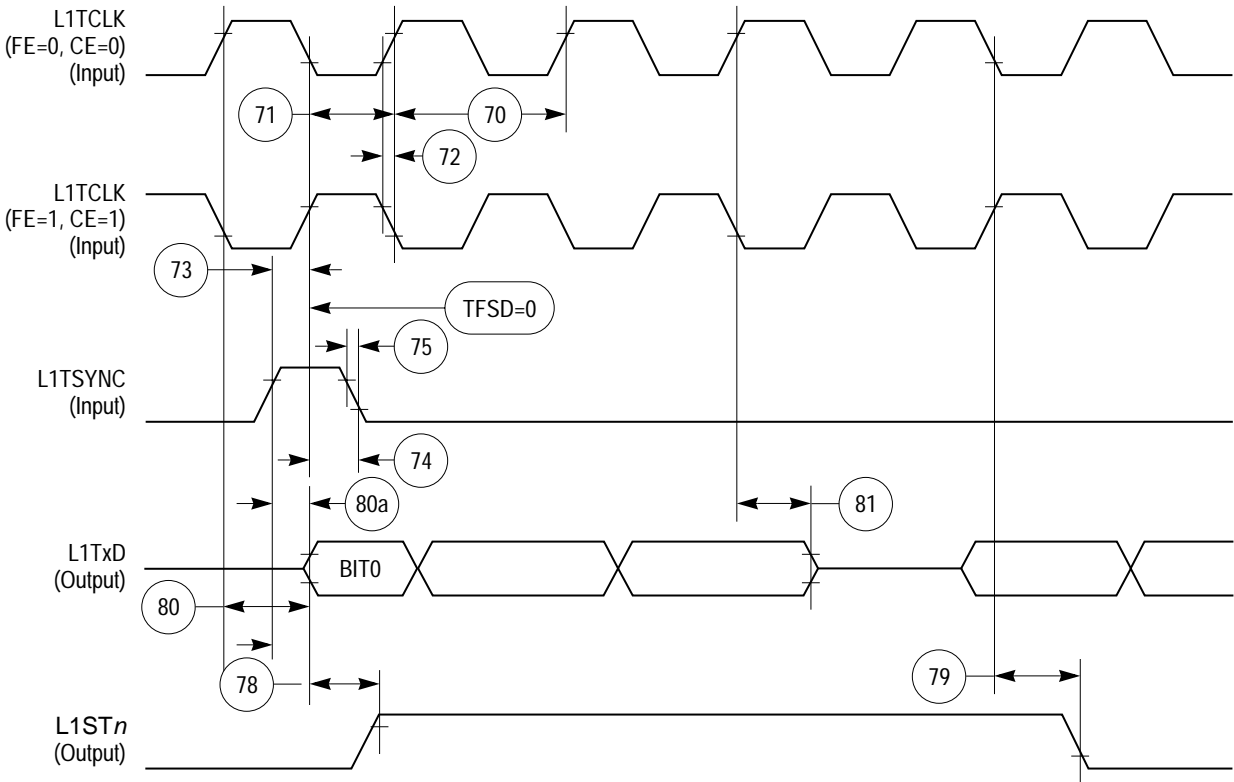 L1TCLK
(FE=0, CE=0)
(Input)
71
70
72
L1TCLK
(FE=1, CE=1)
(Input)
73
TFSD=0
75
L1TSYNC
(Input)
74
80a
81
L1TxD
(Output)
BIT0
80
78
79
L1STn
(Output)